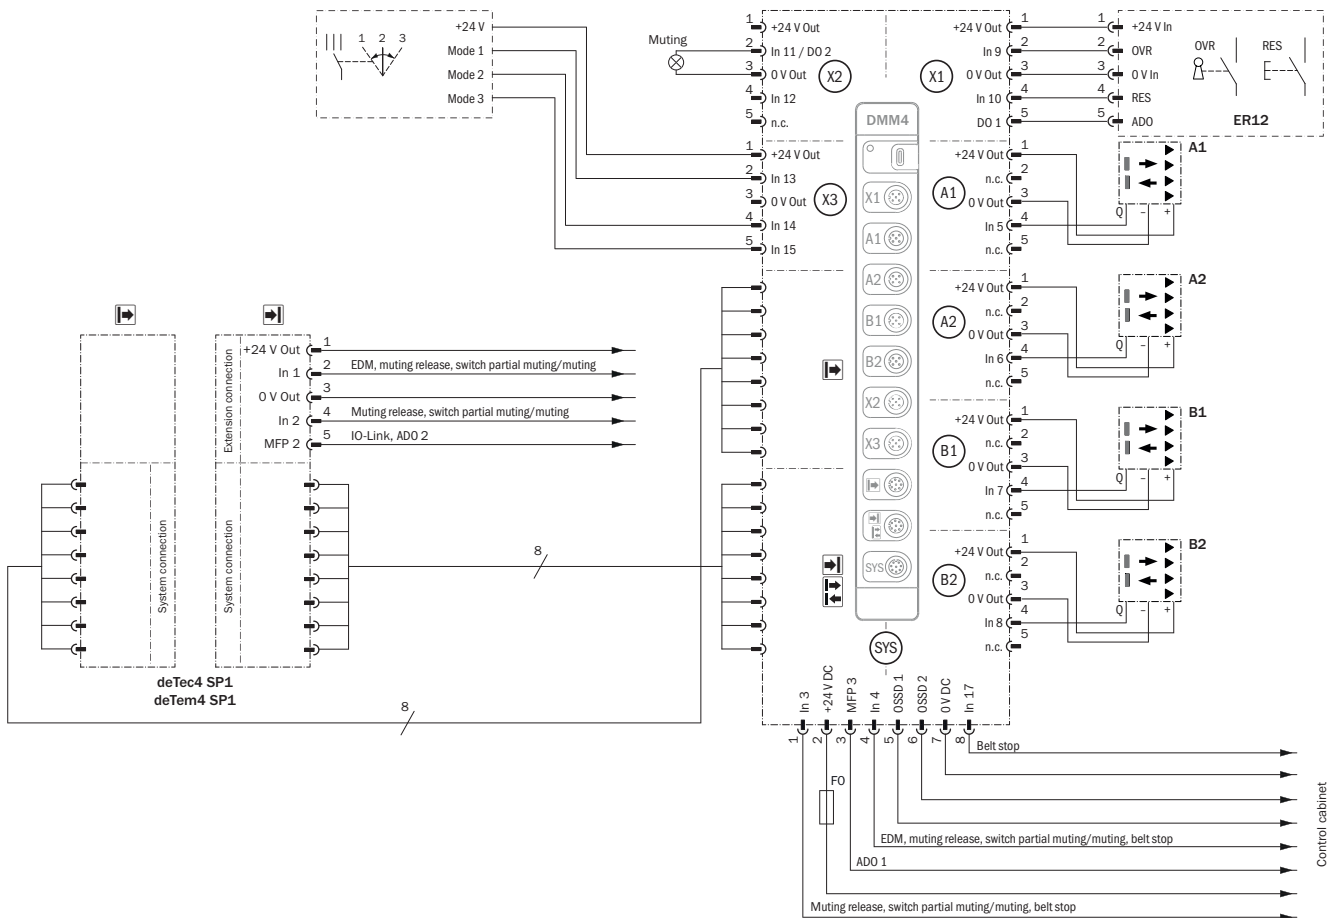 +24 V
Mode 1
Mode 2
Mode 3
1 2 3
Muting
1 +24 V Out
2 In 11 / DO 2
3 0 V Out
4 In 12
5 n.c.
X2
1 +24 V Out
2 In 13
3 0 V Out
4 In 14
5 In 15
X3
X1
+24 V Out 1
In 9 2
0 V Out 3
In 10 4
DO 1 5
1 +24 V In
2 OVR
3 0 V In
4 RES
5 ADO
OVR
RES
ER12
DMM4
X1
A1
A2
B1
B2
X2
X3
SYS
A1
+24 V Out 1
n.c. 2
0 V Out 3
In 5 4
n.c. 5
A1
Q – +
A2
+24 V Out 1
n.c. 2
0 V Out 3
In 6 4
n.c. 5
A2
Q – +
B1
+24 V Out 1
n.c. 2
0 V Out 3
In 7 4
n.c. 5
B1
Q – +
B2
+24 V Out 1
n.c. 2
0 V Out 3
In 8 4
n.c. 5
B2
Q – +
Extension connection
+24 V Out 1
In 1 2 EDM, muting release, switch partial muting/muting
0 V Out 3
In 2 4 Muting release, switch partial muting/muting
MFP 2 5 IO-Link, ADO 2
System connection
System connection
8
deTec4 SP1
deTem4 SP1
8
SYS
In 3
+24 V DC
MFP 3
In 4
OSSD 1
OSSD 2
0 V DC
In 17
1 2 3 4 5 6 7 8
Belt stop
F0
EDM, muting release, switch partial muting/muting, belt stop
ADO 1
Muting release, switch partial muting/muting, belt stop
Control cabinet